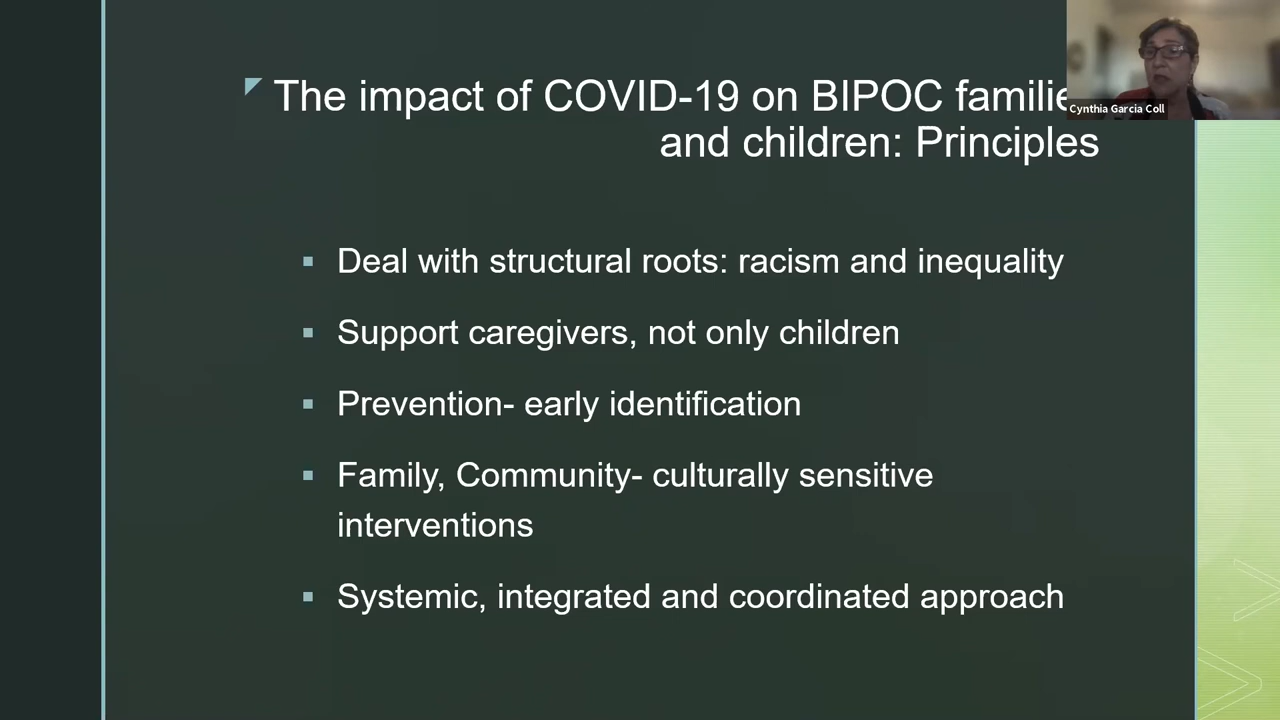 The impact of COVID-19 on BIPOC familie
and children: Principles
Cynthia Garcia Coll
▪ Deal with structural roots: racism and inequality
▪ Support caregivers, not only children
▪ Prevention- early identification
▪ Family, Community- culturally sensitive
interventions
▪ Systemic, integrated and coordinated approach